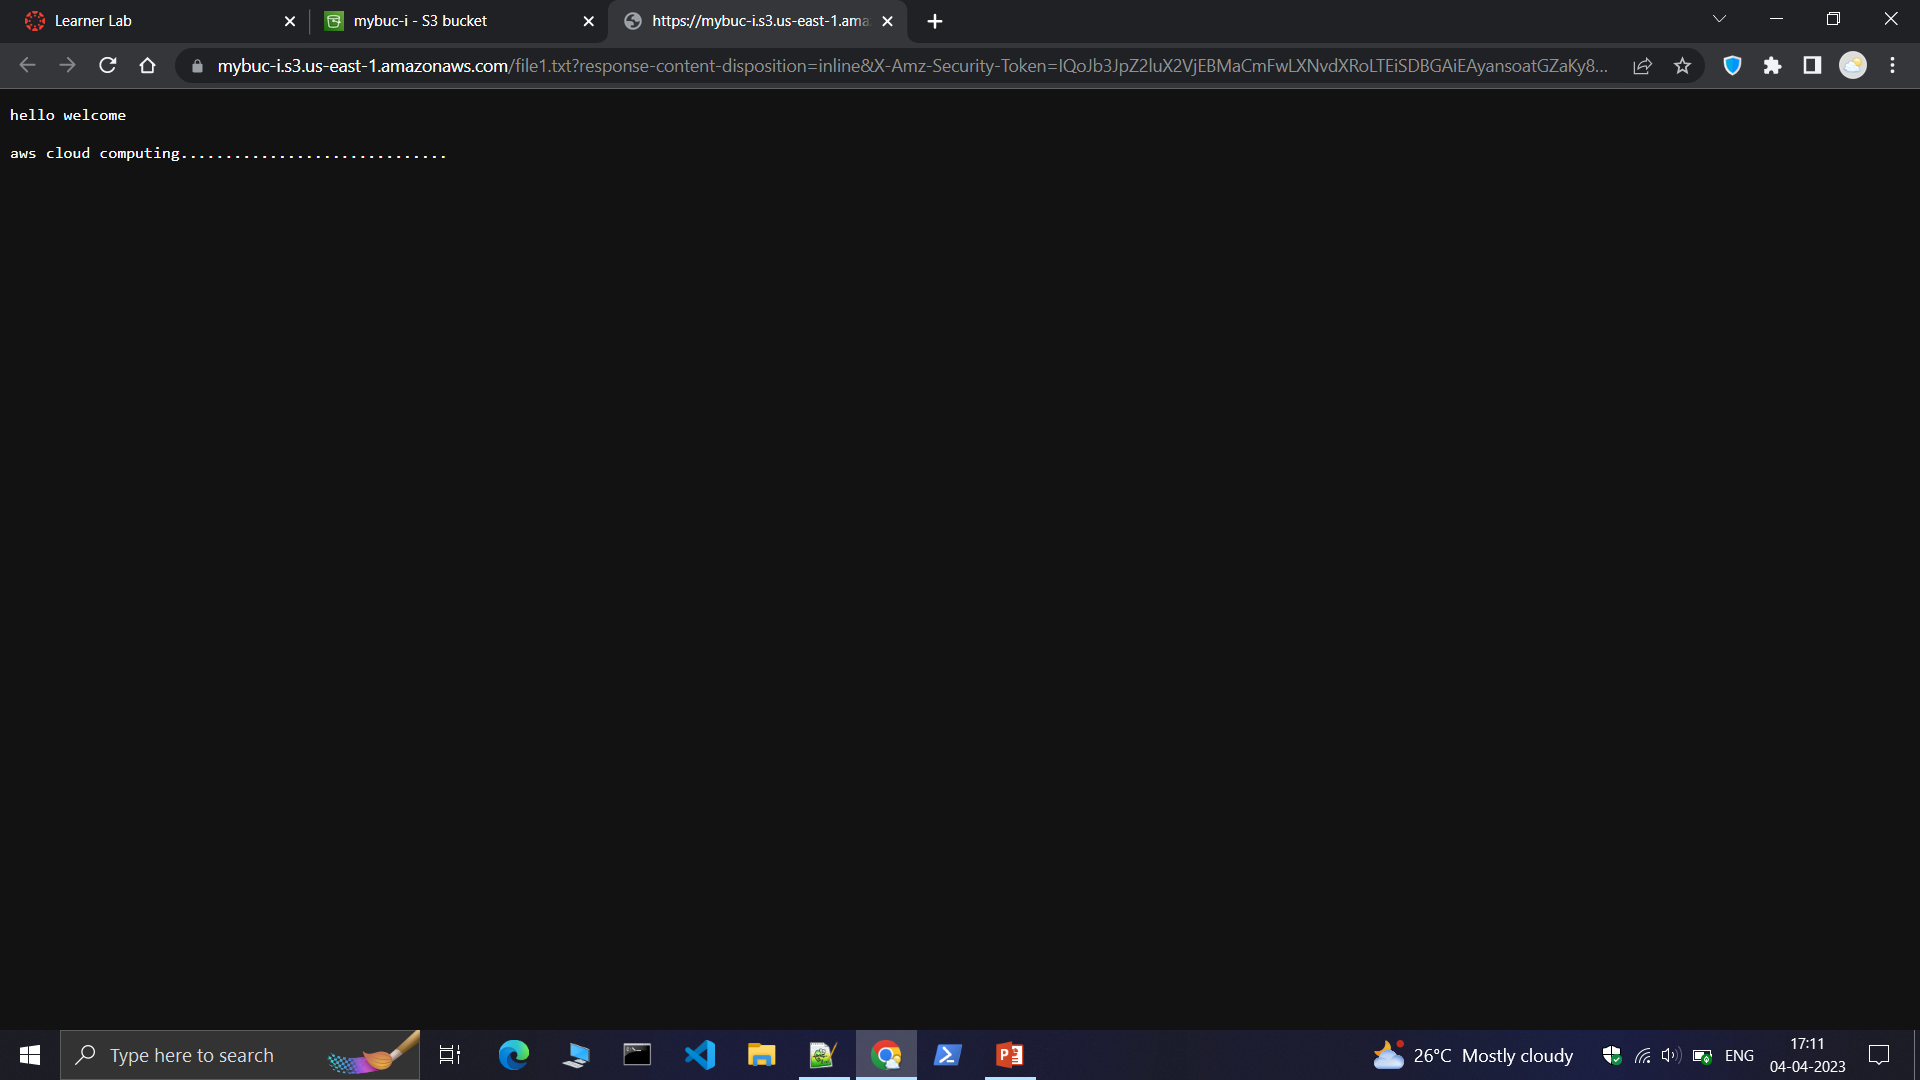 Learner Lab
mybuc-i - S3 bucket
https://mybuc-i.s3.us-east-1.ama
mybuc-i.s3.us-east-1.amazonaws.com/file1.txt?response-content-disposition=inline&X-Amz-Security-Token=IQoJb3JpZ2luX2VjEBMaCmFwLXNvdXRoLTEiSDBGAiEAyansoatGZaKy8...
hello welcome
aws cloud computing..............................
Type here to search
26°C Mostly cloudy
ENG
17:11
04-04-2023